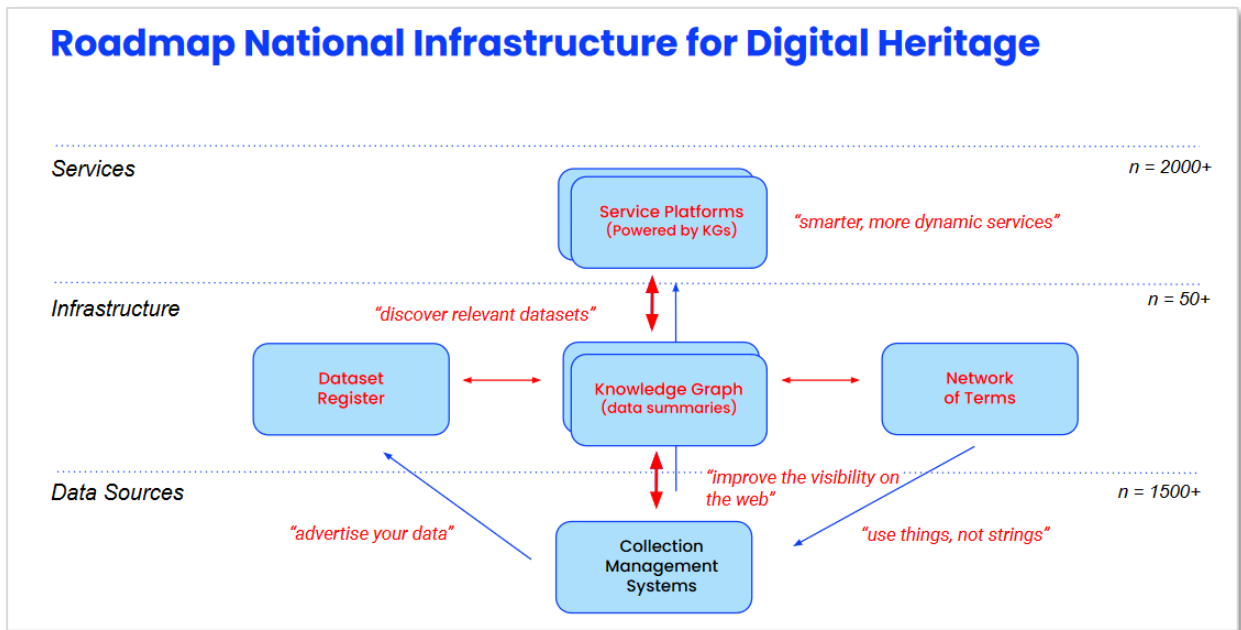 Roadmap National Infrastructure for Digital Heritage
Services
n = 2000+
Service Platforms
(Powered by KGs)
“smarter, more dynamic services”
Infrastructure
n = 50+
“discover relevant datasets”
Dataset
Register
Knowledge Graph
(data summaries)
Network
of Terms
Data Sources
n = 1500+
“improve the visibility on
the web”
“advertise your data”
“use things, not strings”
Collection
Management
Systems